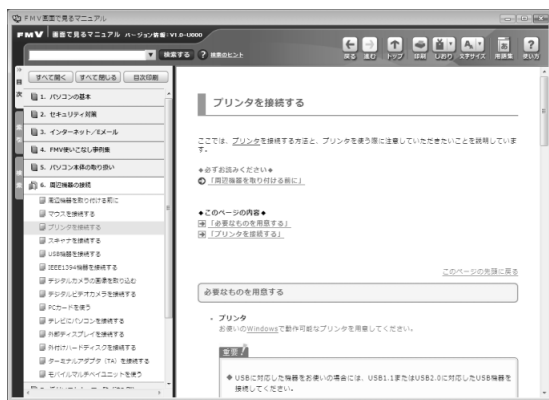 FMV画面で見るマニュアル
FMV 画面で見るマニュアル バージョン情報：V1.0-U000
検索する ? 検索のヒント
戻る 進む トップ 印刷 しおり 文字サイズ 用語集 使い方
目次
すべて開く すべて閉じる 目次印刷
1. パソコンの基本
2. セキュリティ対策
3. インターネット／Eメール
4. FMV使いこなし事例集
5. パソコン本体の取り扱い
6. 周辺機器の接続
周辺機器を取り付ける前に
マウスを接続する
プリンタを接続する
スキャナを接続する
USB機器を接続する
IEEE1394機器を接続する
デジタルカメラの画像を取り込む
デジタルビデオカメラを接続する
PCカードを使う
テレビにパソコンを接続する
外部ディスプレイを接続する
外付けハードディスクを接続する
ターミナルアダプタ（TA）を接続する
モバイルマルチベイユニットを使う
プリンタを接続する
ここでは、プリンタを接続する方法と、プリンタを使う際に注意していただきたいことを説明していま
す。
◆必ずお読みください◆
「周辺機器を取り付ける前に」
◆このページの内容◆
「必要なものを用意する」
「プリンタを接続する」
このページの先頭に戻る
必要なものを用意する
・ プリンタ
お使いのWindowsで動作可能なプリンタを用意してください。
重要！
◆ USBに対応した機器をお使いの場合には、USB1.1またはUSB2.0に対応したUSB機器を
接続してください。